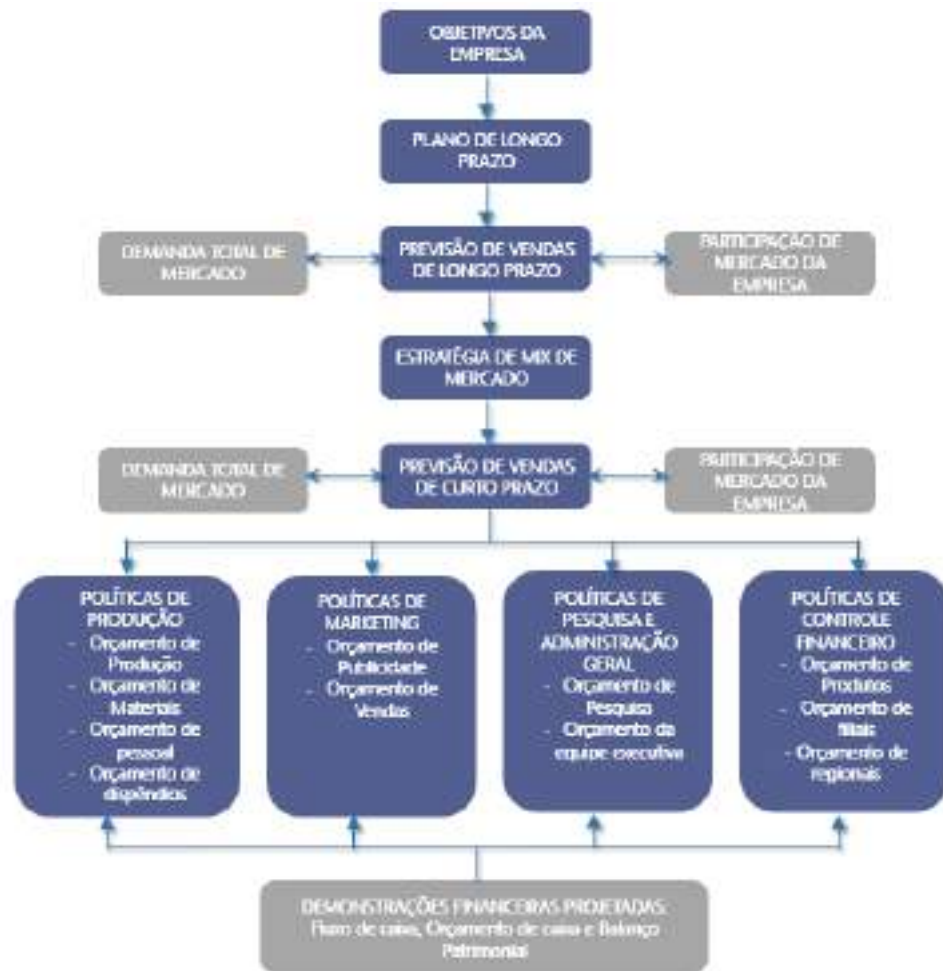 OBJETIVOS DA
EMPRESA
PLANO DE LONGO
PRAZO
DEMANDA TOTAL DE
MERCADO
PREVISÃO DE VENDAS
DE LONGO PRAZO
PARTICIPAÇÃO DE
MERCADO DA
EMPRESA
ESTRATÉGIA DE MIX DE
MERCADO
DEMANDA TOTAL DE
MERCADO
PREVISÃO DE VENDAS
DE CURTO PRAZO
PARTICIPAÇÃO DE
MERCADO DA
EMPRESA
POLÍTICAS DE
PRODUÇÃO
- Orçamento de
Produção
- Orçamento de
Materiais
- Orçamento de
pessoal
- Orçamento de
dispêndios
POLÍTICAS DE
MARKETING
- Orçamento de
Publicidade
- Orçamento de
Vendas
POLÍTICAS DE
PESQUISA E
ADMINISTRAÇÃO
GERAL
- Orçamento de
Pesquisa
- Orçamento da
equipe executiva
POLÍTICAS DE
CONTROLE
FINANCEIRO
- Orçamento de
Produtos
- Orçamento de
filiais
- Orçamento de
regionais
DEMONSTRAÇÕES FINANCEIRAS PROJETADAS:
Fluxo de caixa, Orçamento de caixa e Balanço
Patrimonial